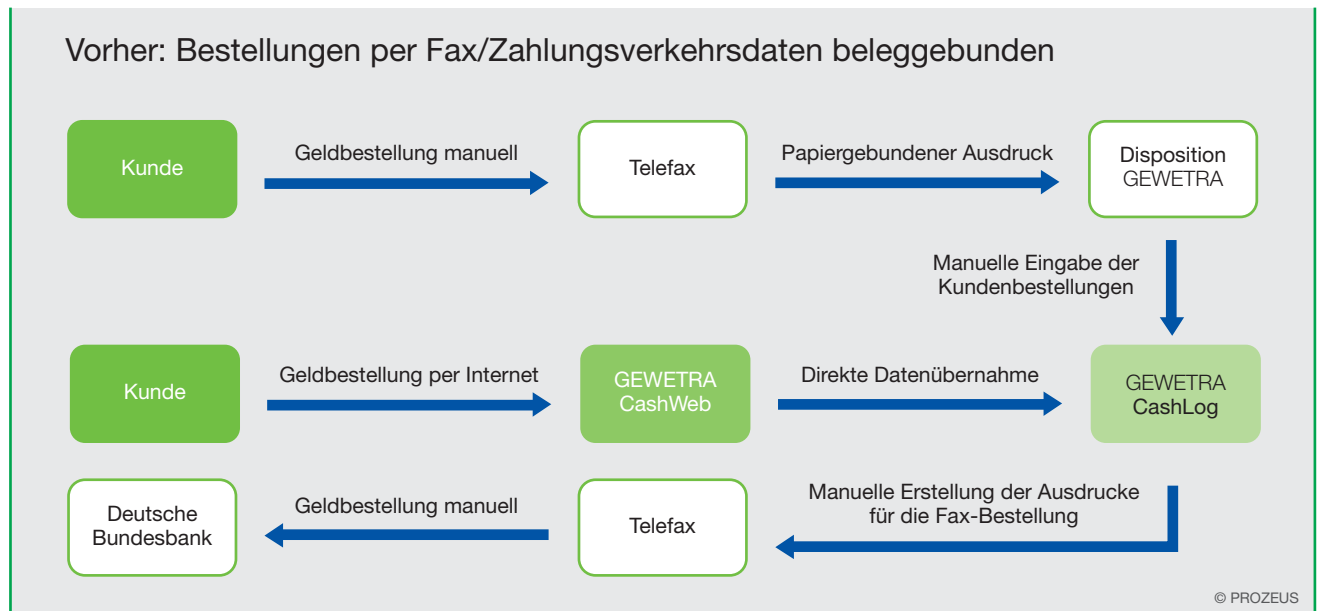 Vorher: Bestellungen per Fax/Zahlungsverkehrsdaten beleggebunden
Kunde
Geldbestellung manuell
Telefax
Papiergebundener Ausdruck
Disposition
GEWETRA
Manuelle Eingabe der
Kundenbestellungen
Kunde
Geldbestellung per Internet
GEWETRA
CashWeb
Direkte Datenübernahme
GEWETRA
CashLog
Deutsche
Bundesbank
Geldbestellung manuell
Telefax
Manuelle Erstellung der Ausdrucke
für die Fax-Bestellung
© PROZEUS